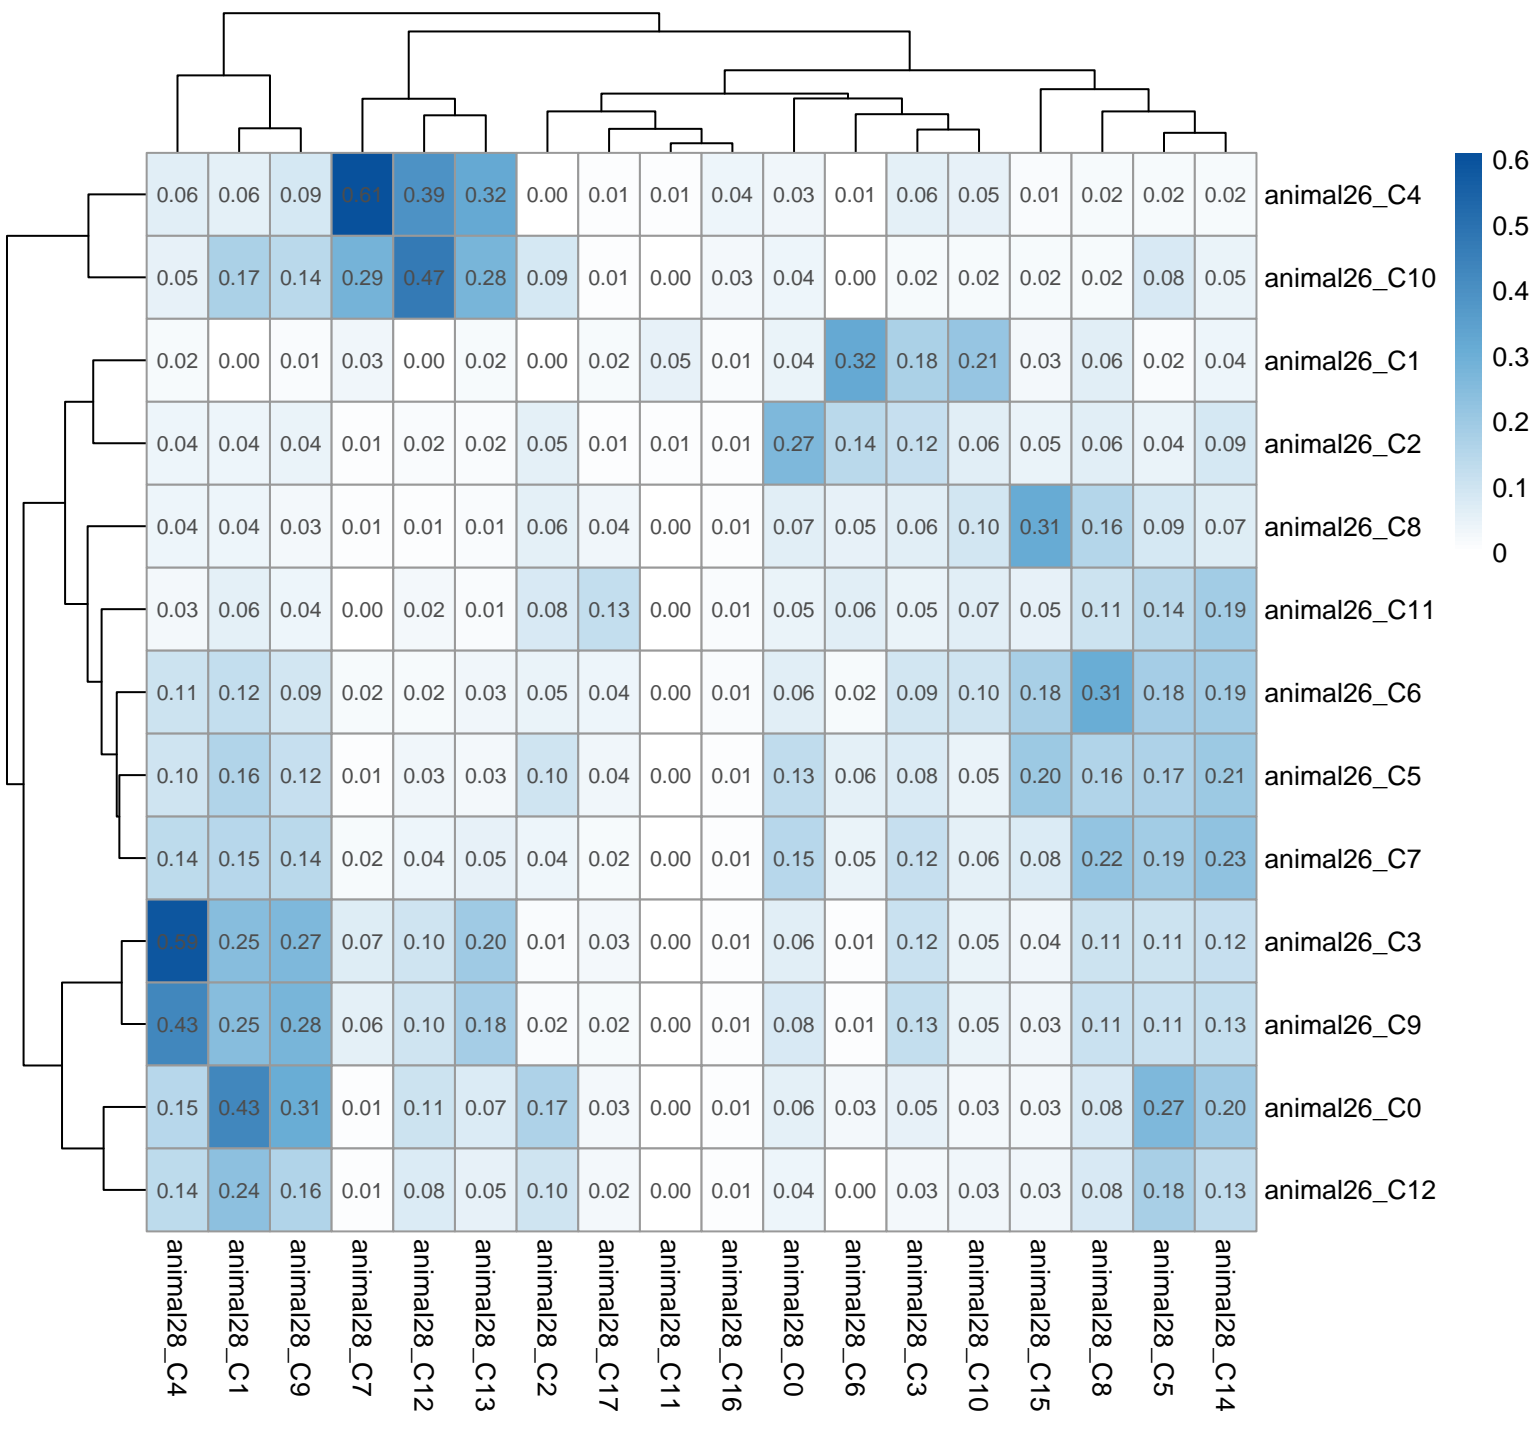 0.06 0.06 0.09 0.61 0.39 0.32 0.00 0.01 0.01 0.04 0.03 0.01 0.06 0.05 0.01 0.02 0.02 0.02 animal26_C4
0.05 0.17 0.14 0.29 0.47 0.28 0.09 0.01 0.00 0.03 0.04 0.00 0.02 0.02 0.02 0.02 0.08 0.05 animal26_C10
0.02 0.00 0.01 0.03 0.00 0.02 0.00 0.02 0.05 0.01 0.04 0.32 0.18 0.21 0.03 0.06 0.02 0.04 animal26_C1
0.04 0.04 0.04 0.01 0.02 0.02 0.05 0.01 0.01 0.01 0.27 0.14 0.12 0.06 0.05 0.06 0.04 0.09 animal26_C2
0.04 0.04 0.03 0.01 0.01 0.01 0.06 0.04 0.00 0.01 0.07 0.05 0.06 0.10 0.31 0.16 0.09 0.07 animal26_C8
0.03 0.06 0.04 0.00 0.02 0.01 0.08 0.13 0.00 0.01 0.05 0.06 0.05 0.07 0.05 0.11 0.14 0.19 animal26_C11
0.11 0.12 0.09 0.02 0.02 0.03 0.05 0.04 0.00 0.01 0.06 0.02 0.09 0.10 0.18 0.31 0.18 0.19 animal26_C6
0.10 0.16 0.12 0.01 0.03 0.03 0.10 0.04 0.00 0.01 0.13 0.06 0.08 0.05 0.20 0.16 0.17 0.21 animal26_C5
0.14 0.15 0.14 0.02 0.04 0.05 0.04 0.02 0.00 0.01 0.15 0.05 0.12 0.06 0.08 0.22 0.19 0.23 animal26_C7
0.59 0.25 0.27 0.07 0.10 0.20 0.01 0.03 0.00 0.01 0.06 0.01 0.12 0.05 0.04 0.11 0.11 0.12 animal26_C3
0.43 0.25 0.28 0.06 0.10 0.18 0.02 0.02 0.00 0.01 0.08 0.01 0.13 0.05 0.03 0.11 0.11 0.13 animal26_C9
0.15 0.43 0.31 0.01 0.11 0.07 0.17 0.03 0.00 0.01 0.06 0.03 0.05 0.03 0.03 0.08 0.27 0.20 animal26_C0
0.14 0.24 0.16 0.01 0.08 0.05 0.10 0.02 0.00 0.01 0.04 0.00 0.03 0.03 0.03 0.08 0.18 0.13 animal26_C12
animal28_C4
animal28_C1
animal28_C9
animal28_C7
animal28_C12
animal28_C13
animal28_C2
animal28_C17
animal28_C11
animal28_C16
animal28_C0
animal28_C6
animal28_C3
animal28_C10
animal28_C15
animal28_C8
animal28_C5
animal28_C14
0.6
0.5
0.4
0.3
0.2
0.1
0